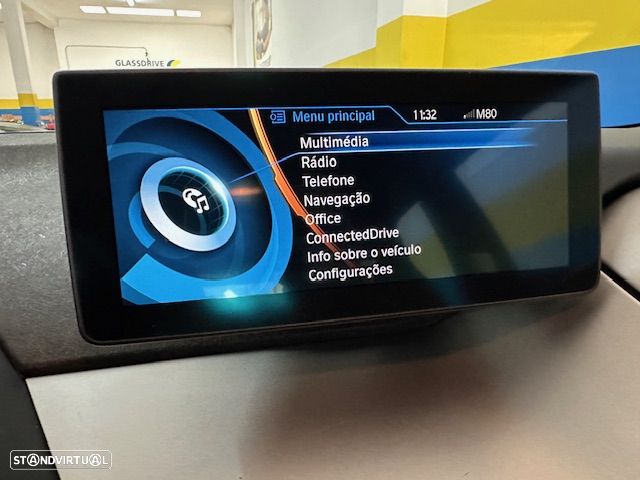 GLASSDRIVE
Menu principal 11:32 M80
Multimédia
Rádio
Telefone
Navegação
Office
ConnectedDrive
Info sobre o veículo
Configurações
STANDVIRTUAL